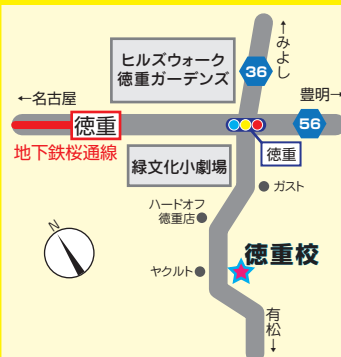 ↑みよし
ヒルズウォーク
徳重ガーデンズ
36
←名古屋
豊明→
徳重
56
地下鉄桜通線
徳重
緑文化小劇場
ガスト
ハードオフ
徳重店
N
徳重校
ヤクルト
有松↓